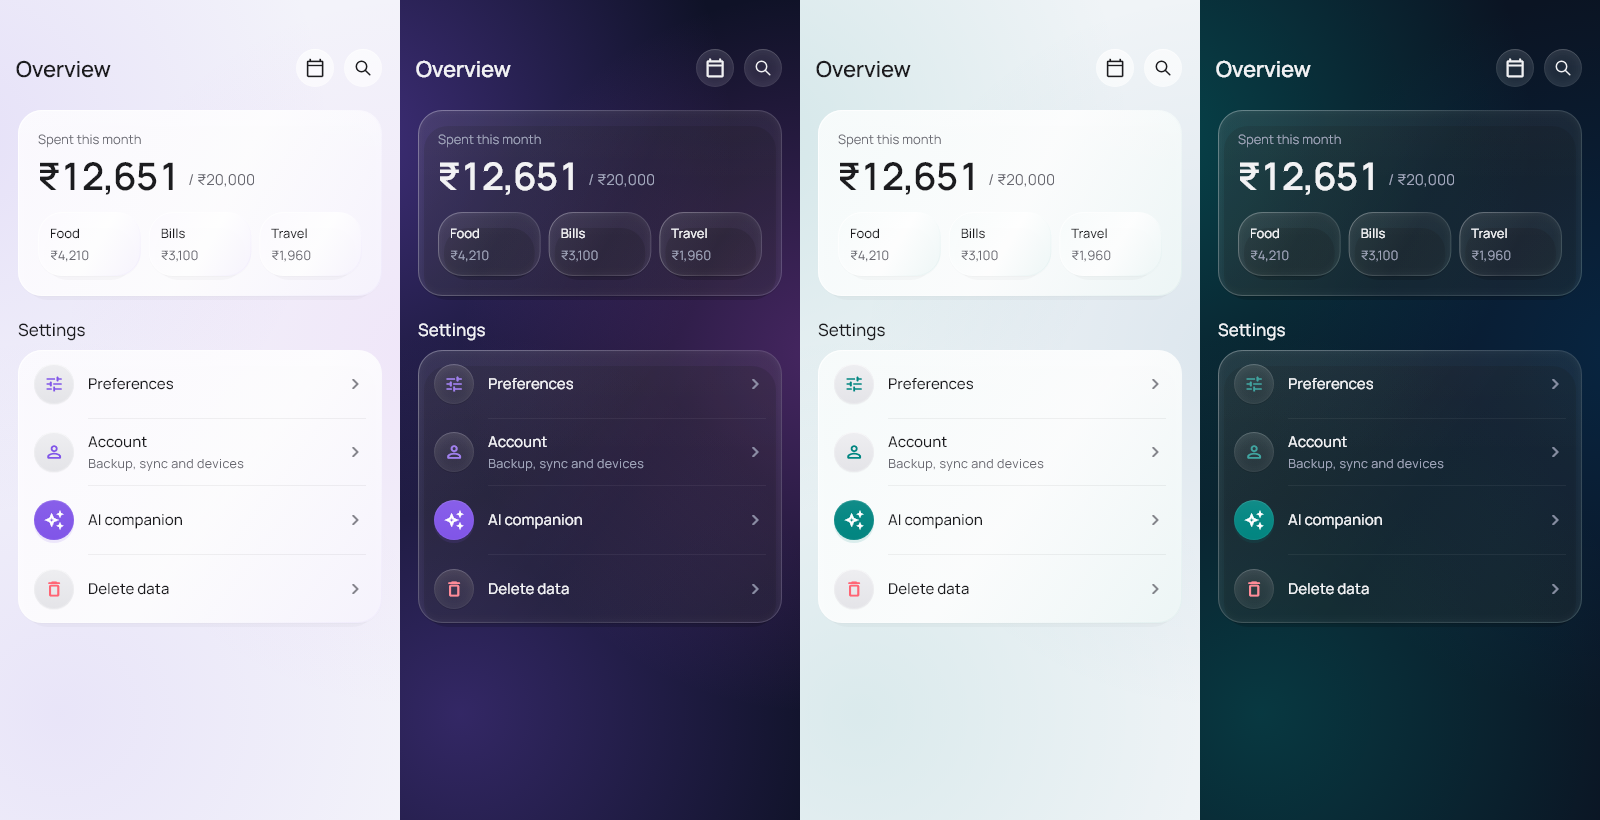 Overview
Spent this month
₹12,651 / ₹20,000
Food
₹4,210
Bills
₹3,100
Travel
₹1,960
Settings
Preferences
Account
Backup, sync and devices
AI companion
Delete data
Overview
Spent this month
₹12,651 / ₹20,000
Food
₹4,210
Bills
₹3,100
Travel
₹1,960
Settings
Preferences
Account
Backup, sync and devices
AI companion
Delete data
Overview
Spent this month
₹12,651 / ₹20,000
Food
₹4,210
Bills
₹3,100
Travel
₹1,960
Settings
Preferences
Account
Backup, sync and devices
AI companion
Delete data
Overview
Spent this month
₹12,651 / ₹20,000
Food
₹4,210
Bills
₹3,100
Travel
₹1,960
Settings
Preferences
Account
Backup, sync and devices
AI companion
Delete data